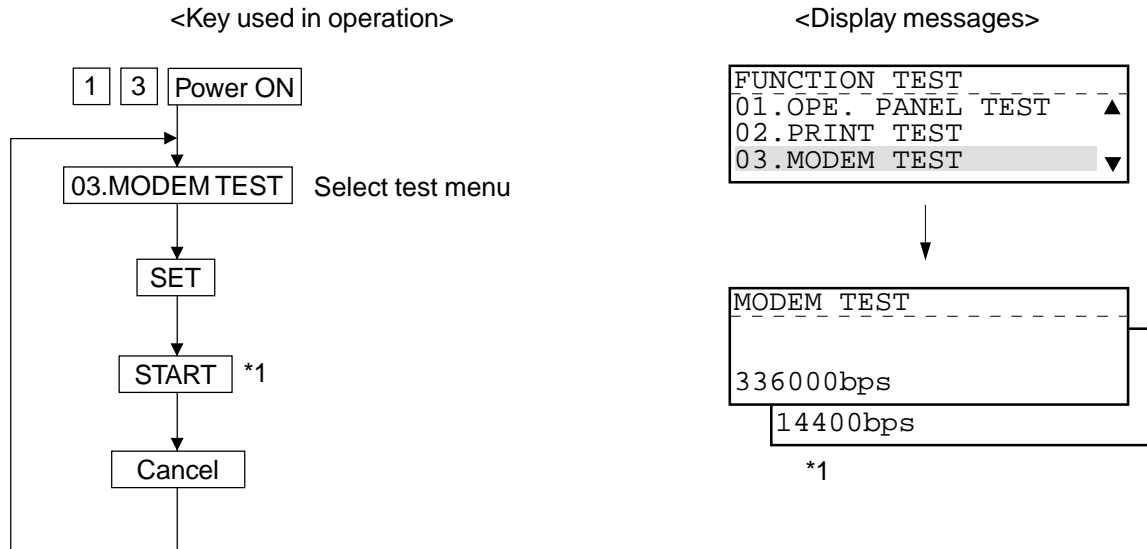 <Key used in operation>
1 3 Power ON
03.MODEM TEST Select test menu
SET
START *1
Cancel
<Display messages>
FUNCTION TEST
01.OPE. PANEL TEST ▲
02.PRINT TEST
03.MODEM TEST ▼
MODEM TEST
336000bps
14400bps
*1